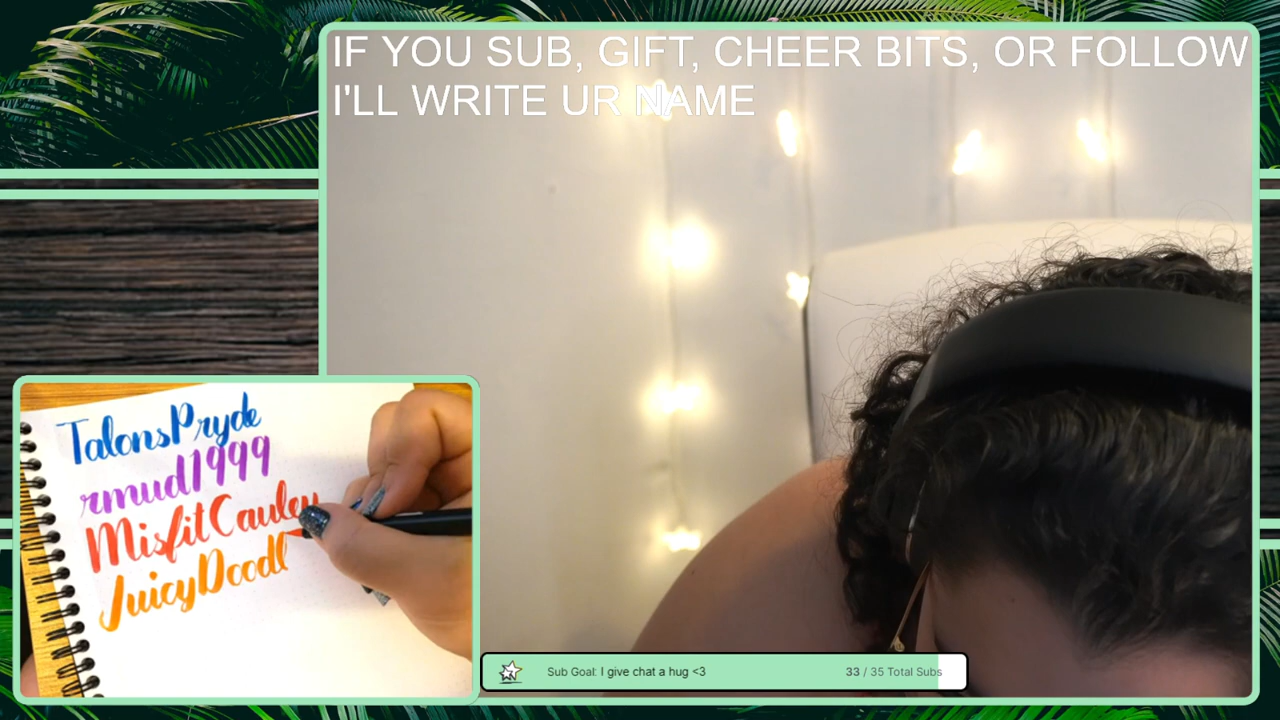 IF YOU SUB, GIFT, CHEER BITS, OR FOLLOW
I'LL WRITE UR NAME
TalonsPryde
rmud1999
MisfitCauley
JuicyDoodl
Sub Goal: I give chat a hug <3 33 / 35 Total Subs